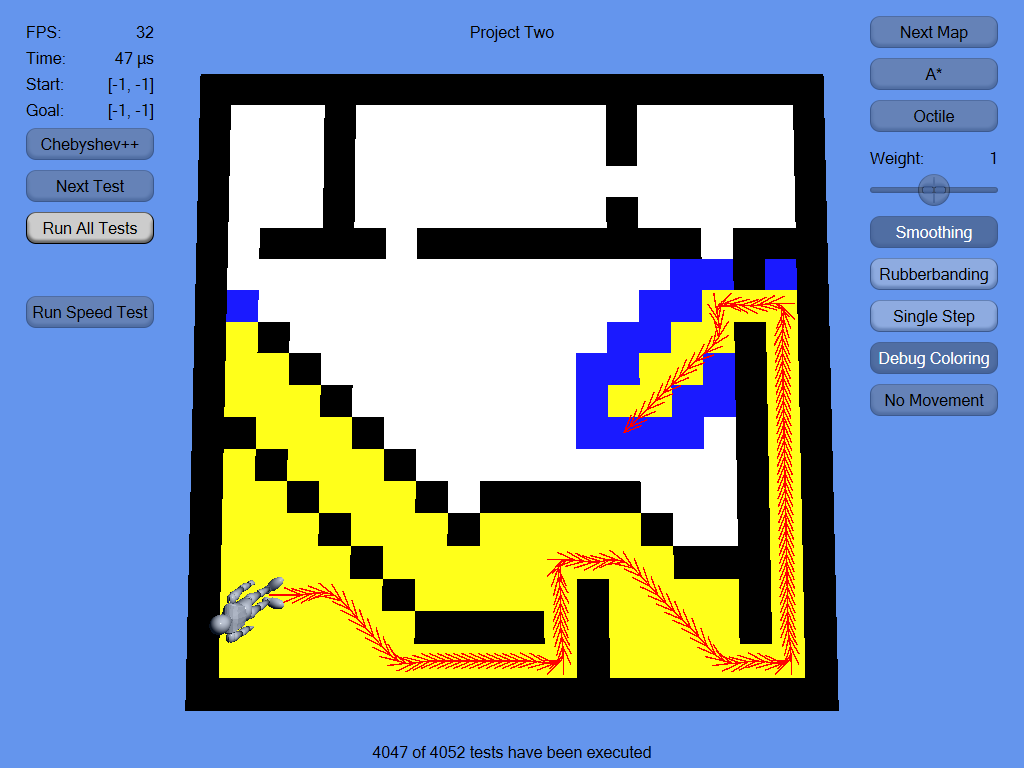 FPS: 32
Time: 47 µs
Start: [-1, -1]
Goal: [-1, -1]
Chebyshev++
Next Test
Run All Tests
Run Speed Test
Project Two
Next Map
A*
Octile
Weight: 1
Smoothing
Rubberbanding
Single Step
Debug Coloring
No Movement
4047 of 4052 tests have been executed